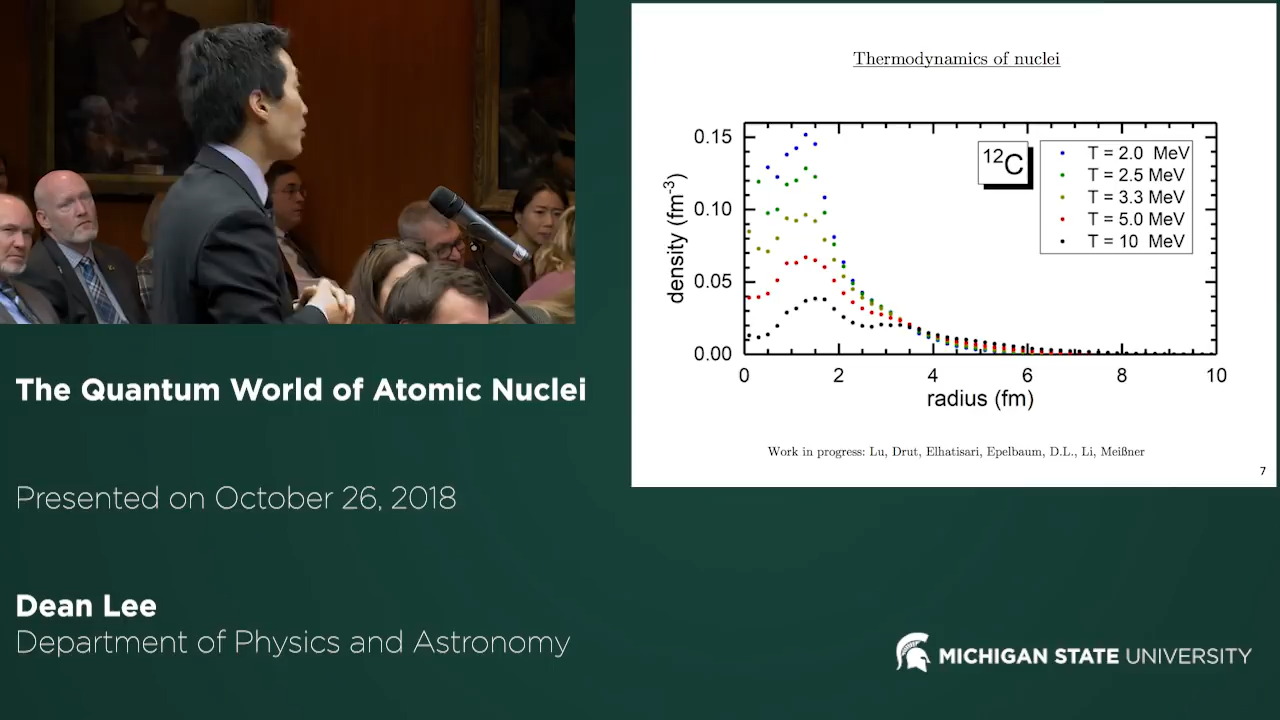 Thermodynamics of nuclei
density (fm-3)
0.15
0.10
0.05
0.00
12C
T = 2.0 MeV
T = 2.5 MeV
T = 3.3 MeV
T = 5.0 MeV
T = 10 MeV
0 2 4 6 8 10
radius (fm)
Work in progress: Lu, Drut, Elhatisari, Epelbaum, D.L., Li, Meißner
7
The Quantum World of Atomic Nuclei
Presented on October 26, 2018
Dean Lee
Department of Physics and Astronomy
MICHIGAN STATE UNIVERSITY